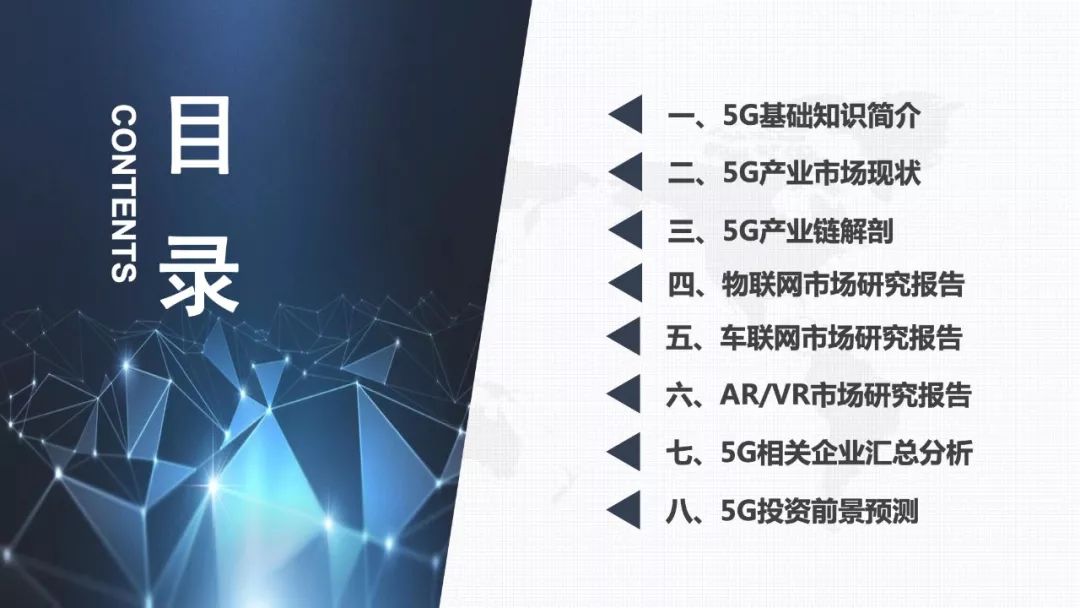 目录
CONTENTS
一、5G基础知识简介
二、5G产业市场现状
三、5G产业链解剖
四、物联网市场研究报告
五、车联网市场研究报告
六、AR/VR市场研究报告
七、5G相关企业汇总分析
八、5G投资前景预测